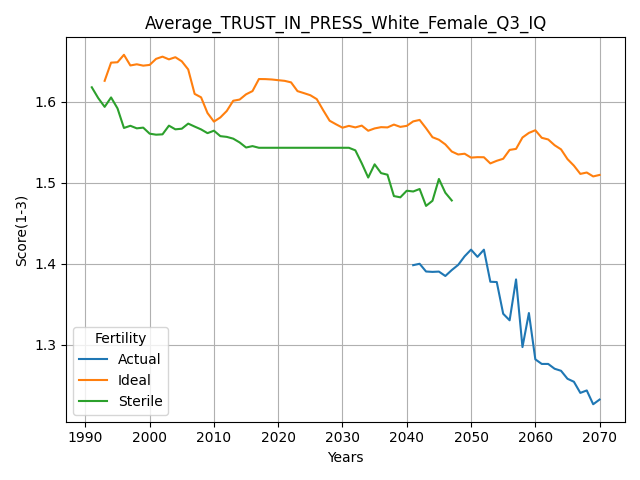 Average_TRUST_IN_PRESS_White_Female_Q3_IQ
Score(1-3)
1.6
1.5
1.4
1.3
Fertility
Actual
Ideal
Sterile
1990 2000 2010 2020 2030 2040 2050 2060 2070
Years